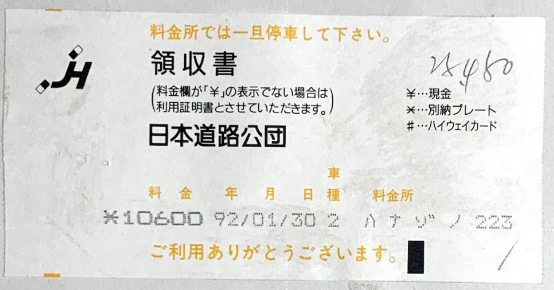 料金所では一旦停車して下さい。
JH
領収書
25,450
(料金欄が「¥」の表示でない場合は
利用証明書とさせていただきます。)
¥…現金
✕…別納プレート
♯…ハイウェイカード
日本道路公団
車
料金 年 月 日 種 料金所
¥10600 92/01/30 2 ハナゾノ 223
ご利用ありがとうございます。